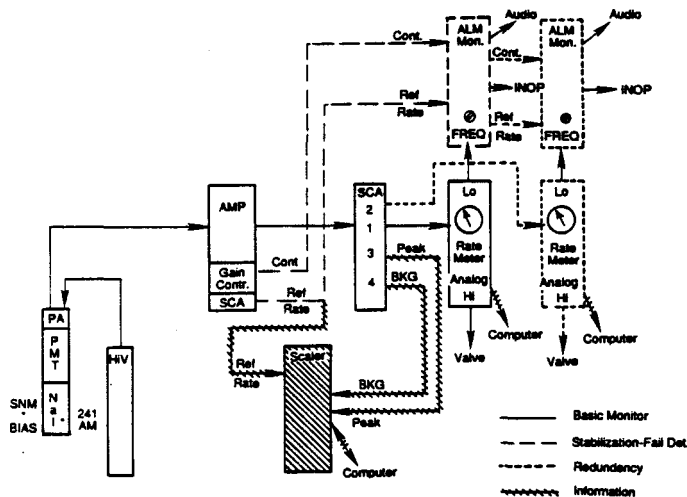 Audio
ALM
Mon.
Cont.
INOP
Ref
Rate
FREQ
Audio
ALM
Mon.
Cont.
INOP
Ref
Rate
FREQ
AMP
Gain
Contr.
SCA
Cont
Ref
Rate
SCA
2
1
3
4
Peak
BKG
Lo
Rate
Meter
Analog
Hi
Computer
Valve
Lo
Rate
Meter
Analog
Hi
Computer
Valve
PA
P
M
T
N
a
I
SNM
BIAS
241
AM
HiV
Ref
Rate
Scaler
BKG
Peak
Computer
Basic Monitor
Stabilization-Fail Det.
Redundency
Information